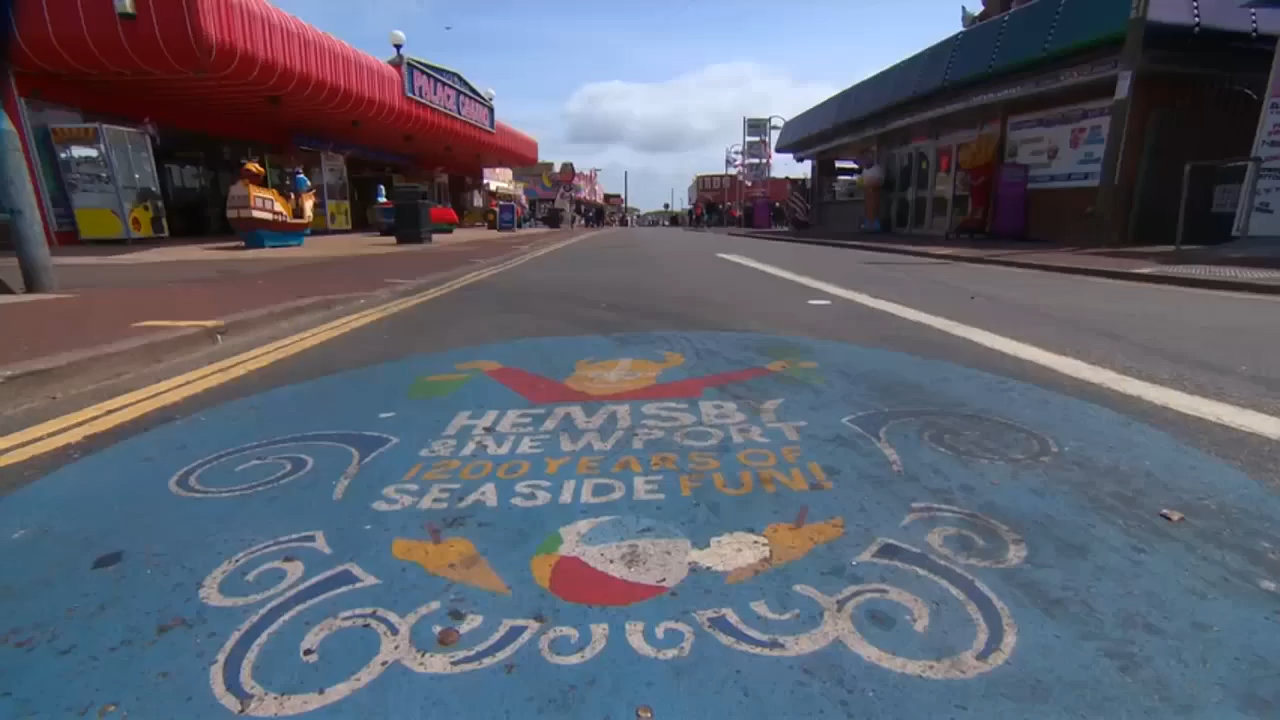 PALACE CASINO
HEMSBY
& NEWPORT
1200 YEARS OF
SEASIDE FUN!